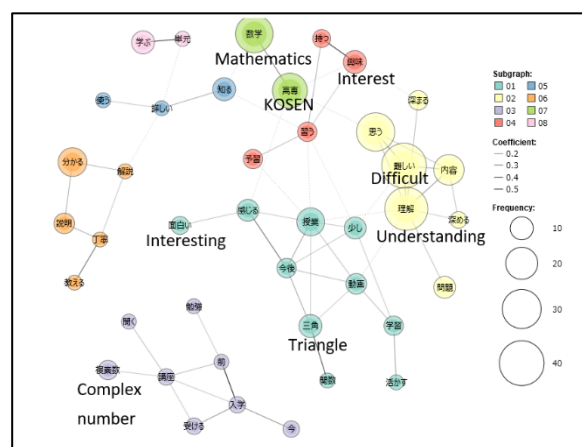 学ぶ
単元
数学
持つ
興味
Mathematics
Interest
使う
詳しい
知る
高専
KOSEN
習う
深まる
思う
分かる
解説
予習
難しい
内容
Difficult
説明
丁寧
教える
面白い
感じる
授業
少し
理解
深める
Interesting
Understanding
今後
動画
問題
三角
学習
Triangle
関数
活かす
聞く
勉強
複素数
講座
前
Complex
number
受ける
入学
今
Subgraph:
01
05
02
06
03
07
04
08
Coefficient:
0.2
0.3
0.4
0.5
Frequency:
10
20
30
40